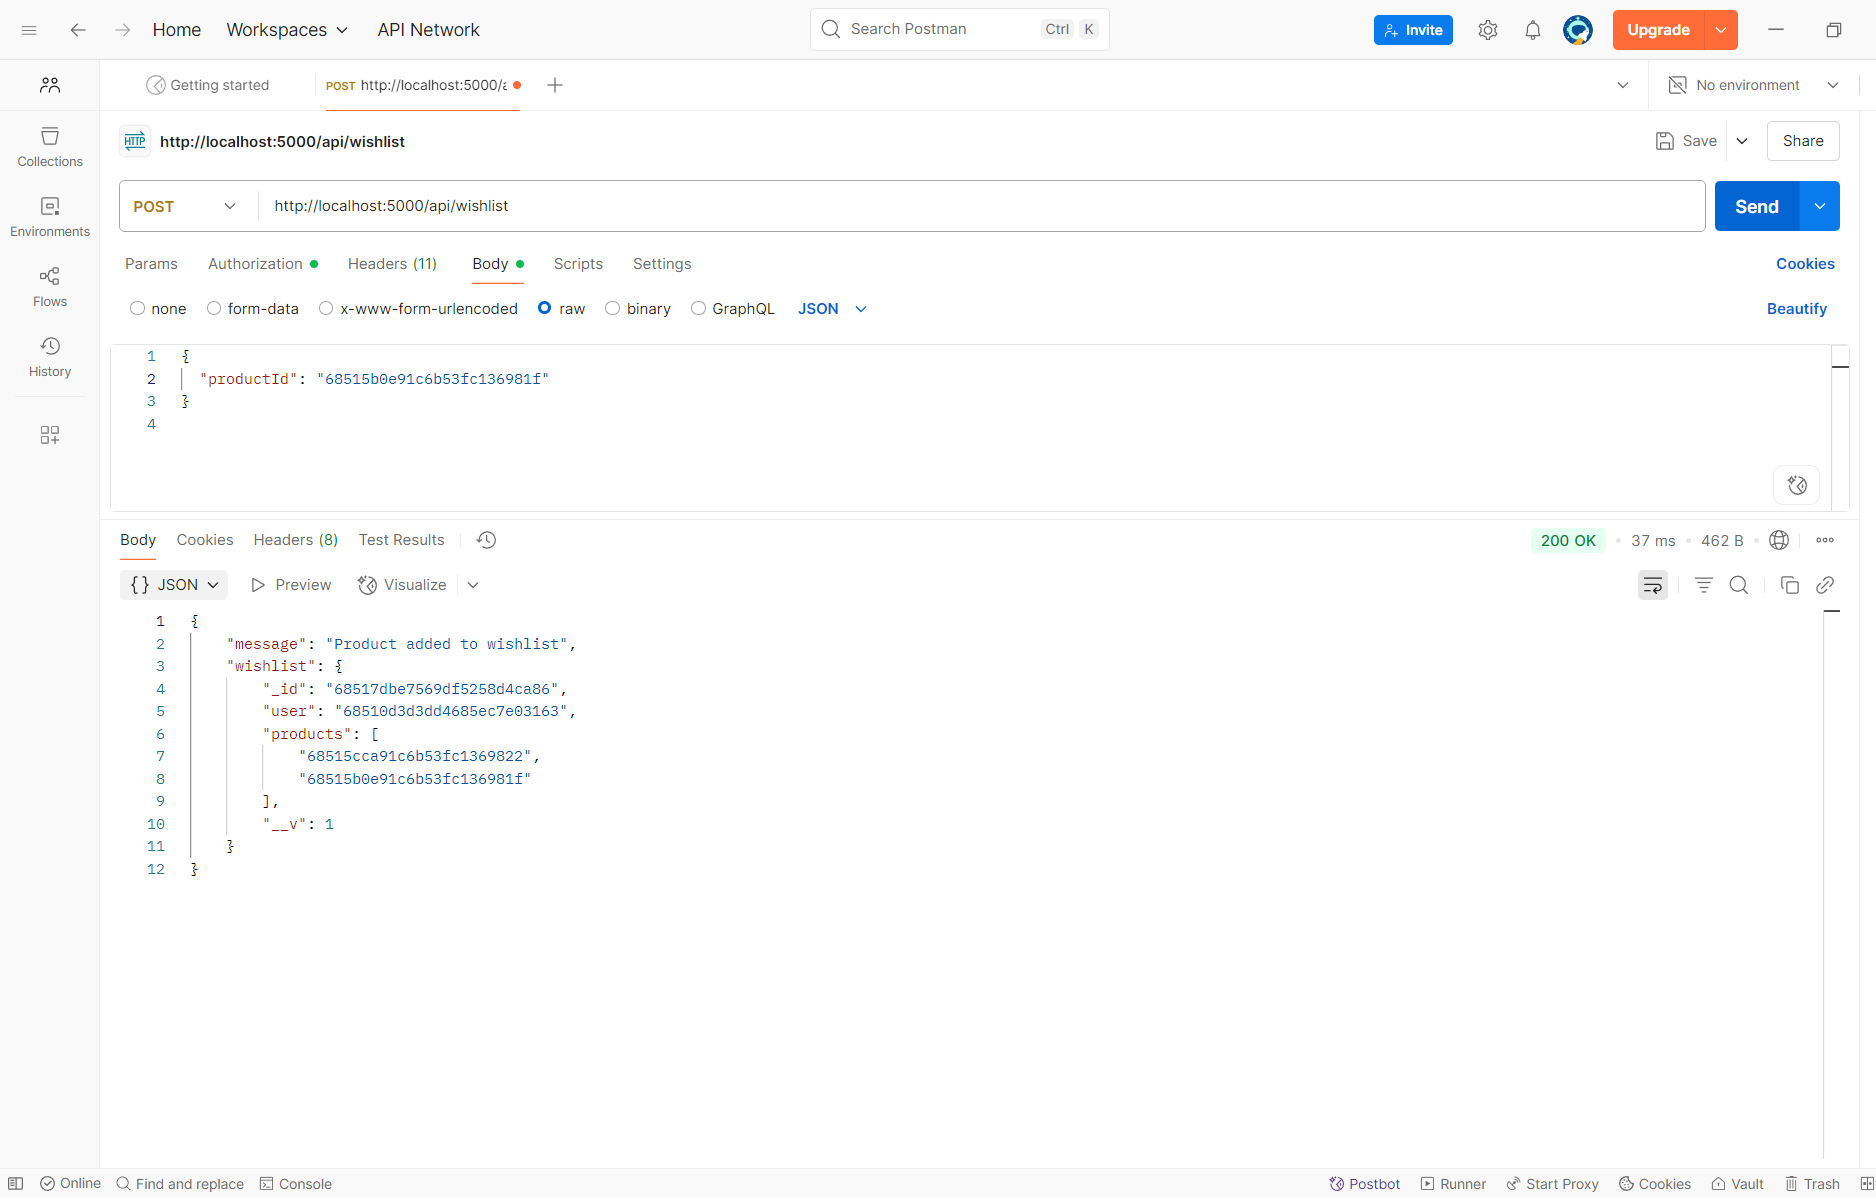 Home Workspaces API Network Search Postman Ctrl K Invite Upgrade
Getting started POST http://localhost:5000/a No environment
HTTP http://localhost:5000/api/wishlist Save Share
Collections
Environments
Flows
History
POST http://localhost:5000/api/wishlist Send
Params Authorization Headers (11) Body Scripts Settings Cookies
none form-data x-www-form-urlencoded raw binary GraphQL JSON Beautify
1 {
2 "productId": "68515b0e91c6b53fc136981f"
3 }
4
Body Cookies Headers (8) Test Results 200 OK 37 ms 462 B
{} JSON Preview Visualize
1 {
2 "message": "Product added to wishlist",
3 "wishlist": {
4 "_id": "68517dbe7569df5258d4ca86",
5 "user": "68510d3d3dd4685ec7e03163",
6 "products": [
7 "68515cca91c6b53fc1369822",
8 "68515b0e91c6b53fc136981f"
9 ],
10 "__v": 1
11 }
12 }
Online Find and replace Console Postbot Runner Start Proxy Cookies Vault Trash